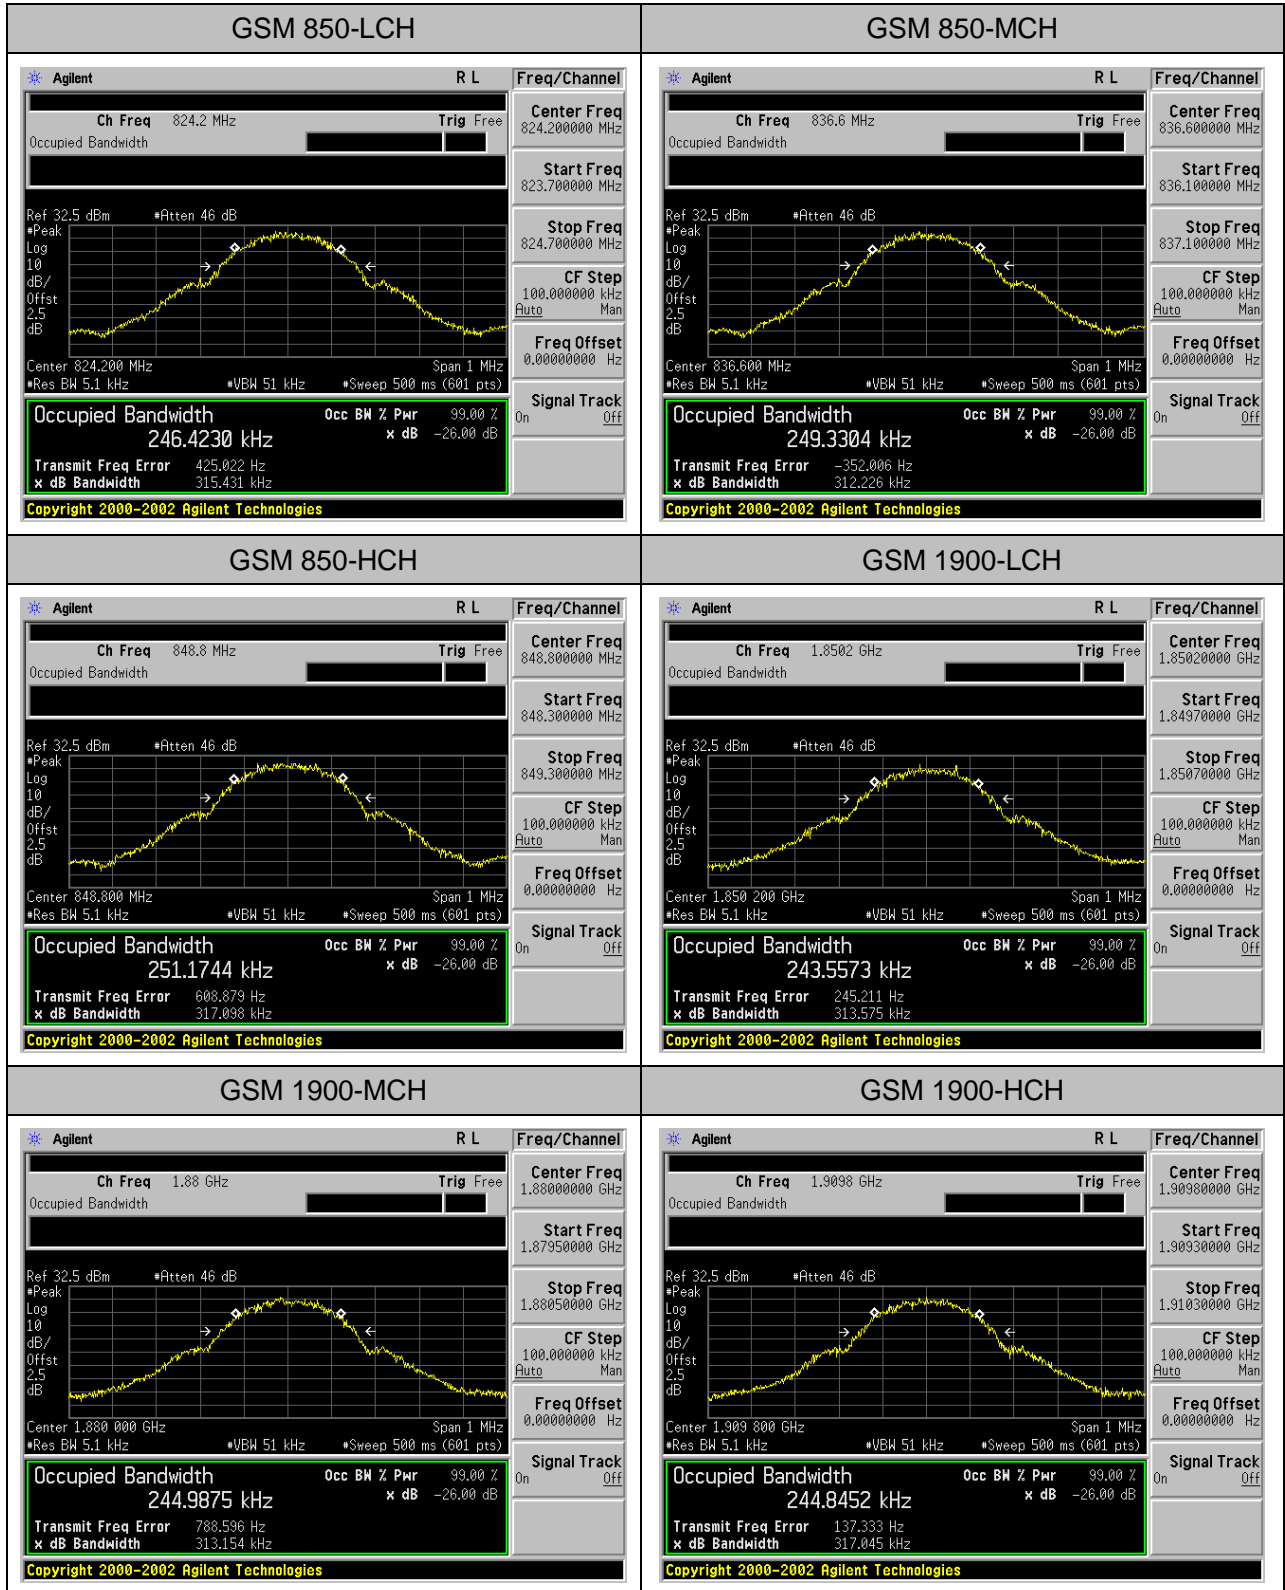 GSM 850-LCH
Agilent R L Freq/Channel
Ch Freq 824.2 MHz Trig Free
Occupied Bandwidth
Center Freq
824.200000 MHz
Start Freq
823.700000 MHz
Stop Freq
824.700000 MHz
CF Step
100.000000 kHz
Auto Man
Freq Offset
0.00000000 Hz
Signal Track
On Off
Ref 32.5 dBm #Atten 46 dB
#Peak
Log
10
dB/
Offst
2.5
dB
Center 824.200 MHz Span 1 MHz
#Res BW 5.1 kHz #VBW 51 kHz #Sweep 500 ms (601 pts)
Occupied Bandwidth Occ BW % Pwr 99.00 %
246.4230 kHz x dB -26.00 dB
Transmit Freq Error 425.022 Hz
x dB Bandwidth 315.431 kHz
Copyright 2000-2002 Agilent Technologies
GSM 850-MCH
Agilent R L Freq/Channel
Ch Freq 836.6 MHz Trig Free
Occupied Bandwidth
Center Freq
836.600000 MHz
Start Freq
836.100000 MHz
Stop Freq
837.100000 MHz
CF Step
100.000000 kHz
Auto Man
Freq Offset
0.00000000 Hz
Signal Track
On Off
Ref 32.5 dBm #Atten 46 dB
#Peak
Log
10
dB/
Offst
2.5
dB
Center 836.600 MHz Span 1 MHz
#Res BW 5.1 kHz #VBW 51 kHz #Sweep 500 ms (601 pts)
Occupied Bandwidth Occ BW % Pwr 99.00 %
249.3304 kHz x dB -26.00 dB
Transmit Freq Error -352.006 Hz
x dB Bandwidth 312.226 kHz
Copyright 2000-2002 Agilent Technologies
GSM 850-HCH
Agilent R L Freq/Channel
Ch Freq 848.8 MHz Trig Free
Occupied Bandwidth
Center Freq
848.800000 MHz
Start Freq
848.300000 MHz
Stop Freq
849.300000 MHz
CF Step
100.000000 kHz
Auto Man
Freq Offset
0.00000000 Hz
Signal Track
On Off
Ref 32.5 dBm #Atten 46 dB
#Peak
Log
10
dB/
Offst
2.5
dB
Center 848.800 MHz Span 1 MHz
#Res BW 5.1 kHz #VBW 51 kHz #Sweep 500 ms (601 pts)
Occupied Bandwidth Occ BW % Pwr 99.00 %
251.1744 kHz x dB -26.00 dB
Transmit Freq Error 608.879 Hz
x dB Bandwidth 317.098 kHz
Copyright 2000-2002 Agilent Technologies
GSM 1900-LCH
Agilent R L Freq/Channel
Ch Freq 1.8502 GHz Trig Free
Occupied Bandwidth
Center Freq
1.85020000 GHz
Start Freq
1.84970000 GHz
Stop Freq
1.85070000 GHz
CF Step
100.000000 kHz
Auto Man
Freq Offset
0.00000000 Hz
Signal Track
On Off
Ref 32.5 dBm #Atten 46 dB
#Peak
Log
10
dB/
Offst
2.5
dB
Center 1.850 200 GHz Span 1 MHz
#Res BW 5.1 kHz #VBW 51 kHz #Sweep 500 ms (601 pts)
Occupied Bandwidth Occ BW % Pwr 99.00 %
243.5573 kHz x dB -26.00 dB
Transmit Freq Error 245.211 Hz
x dB Bandwidth 313.575 kHz
Copyright 2000-2002 Agilent Technologies
GSM 1900-MCH
Agilent R L Freq/Channel
Ch Freq 1.88 GHz Trig Free
Occupied Bandwidth
Center Freq
1.88000000 GHz
Start Freq
1.87950000 GHz
Stop Freq
1.88050000 GHz
CF Step
100.000000 kHz
Auto Man
Freq Offset
0.00000000 Hz
Signal Track
On Off
Ref 32.5 dBm #Atten 46 dB
#Peak
Log
10
dB/
Offst
2.5
dB
Center 1.880 000 GHz Span 1 MHz
#Res BW 5.1 kHz #VBW 51 kHz #Sweep 500 ms (601 pts)
Occupied Bandwidth Occ BW % Pwr 99.00 %
244.9875 kHz x dB -26.00 dB
Transmit Freq Error 788.596 Hz
x dB Bandwidth 313.154 kHz
Copyright 2000-2002 Agilent Technologies
GSM 1900-HCH
Agilent R L Freq/Channel
Ch Freq 1.9098 GHz Trig Free
Occupied Bandwidth
Center Freq
1.90980000 GHz
Start Freq
1.90930000 GHz
Stop Freq
1.91030000 GHz
CF Step
100.000000 kHz
Auto Man
Freq Offset
0.00000000 Hz
Signal Track
On Off
Ref 32.5 dBm #Atten 46 dB
#Peak
Log
10
dB/
Offst
2.5
dB
Center 1.909 800 GHz Span 1 MHz
#Res BW 5.1 kHz #VBW 51 kHz #Sweep 500 ms (601 pts)
Occupied Bandwidth Occ BW % Pwr 99.00 %
244.8452 kHz x dB -26.00 dB
Transmit Freq Error 137.333 Hz
x dB Bandwidth 317.045 kHz
Copyright 2000-2002 Agilent Technologies